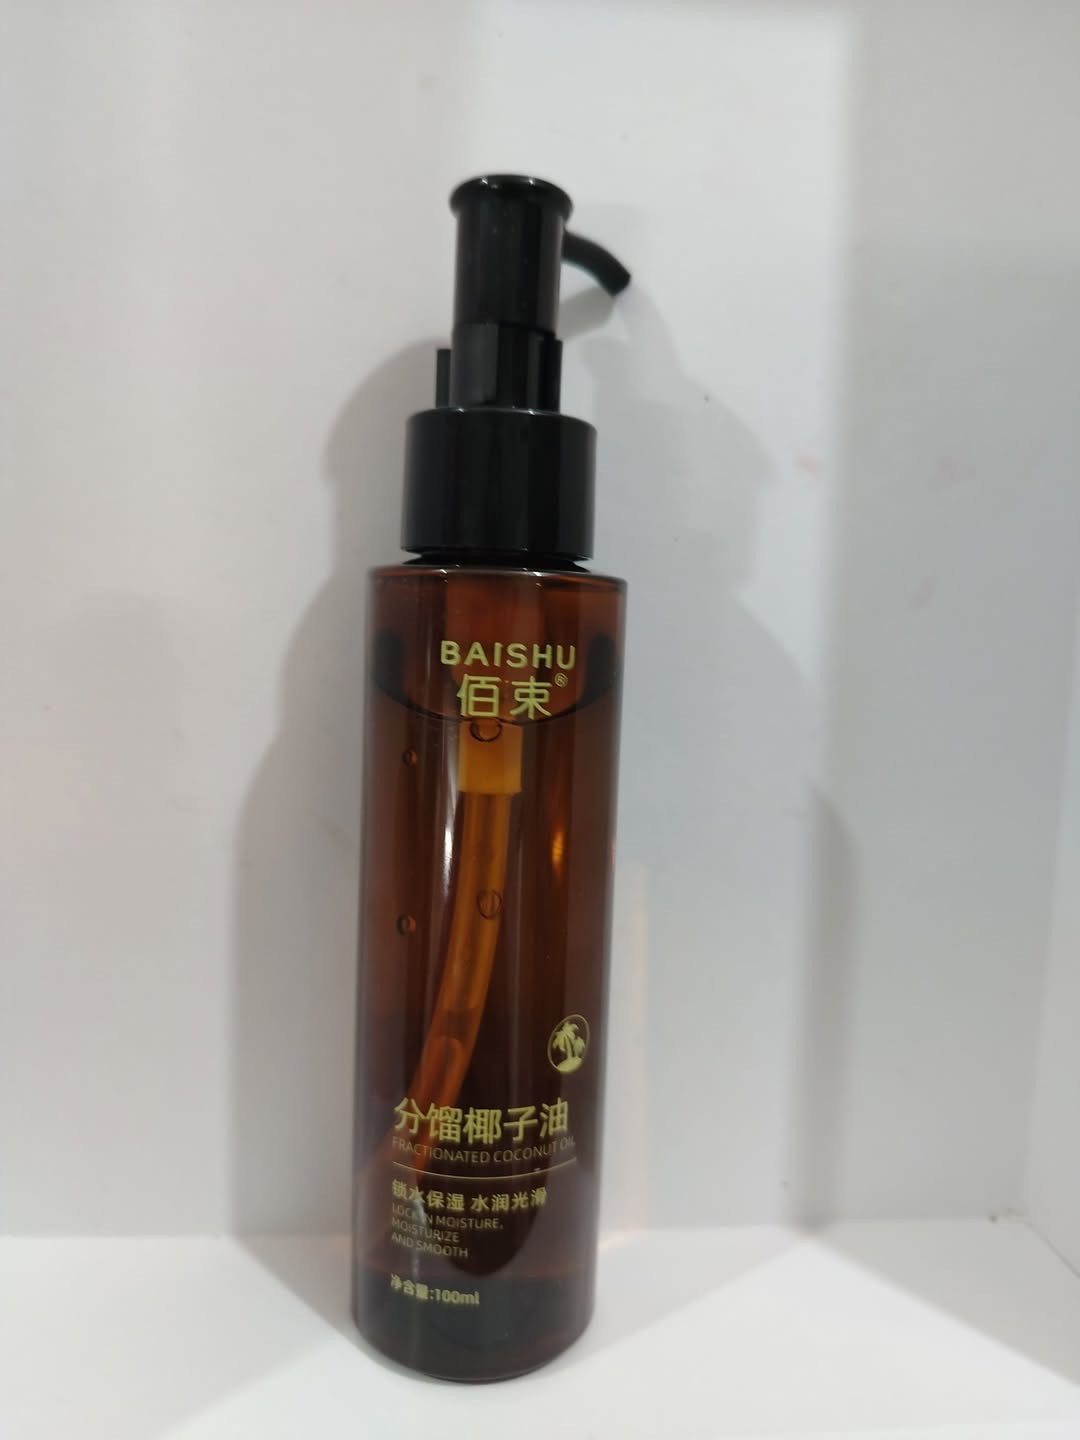 BAISHU
佰束®
分馏椰子油
FRACTIONATED COCONUT OIL
锁水保湿 水润光滑
LOCK IN MOISTURE,
MOISTURIZE
AND SMOOTH
净含量:100ml